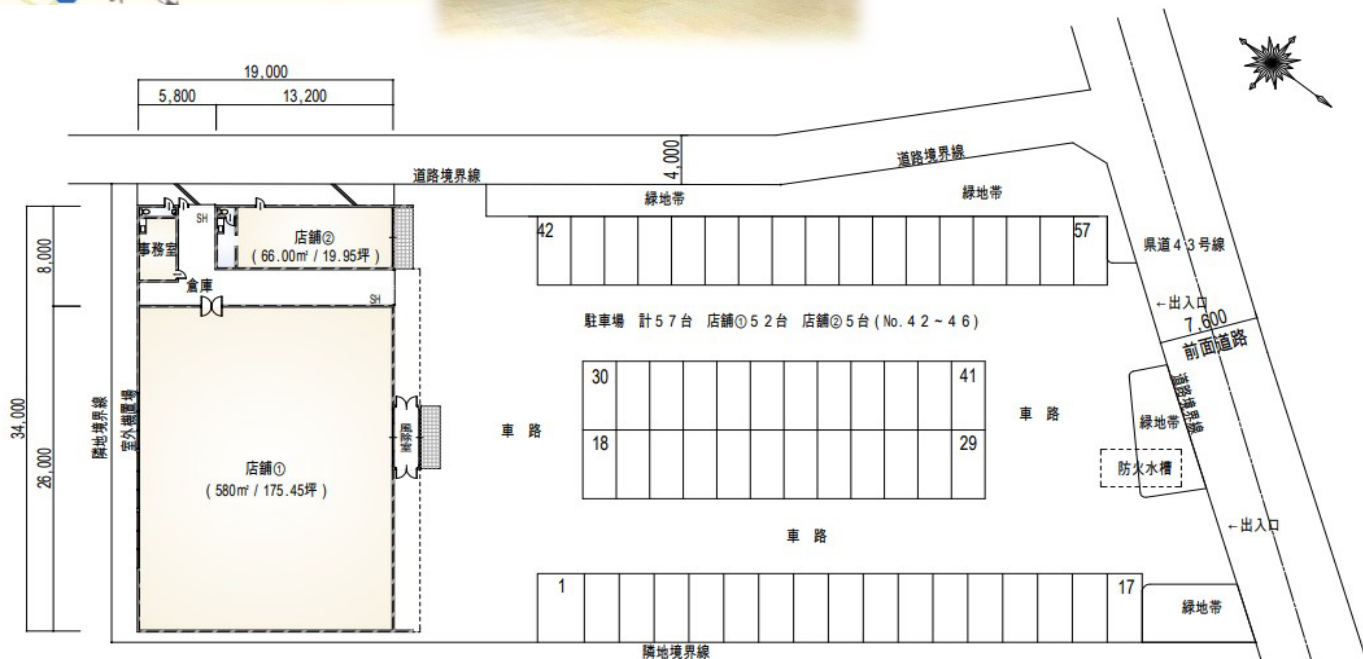 19,000
5,800
13,200
4,000
道路境界線
道路境界線
緑地帯
緑地帯
SH
事務室
店舗②
(66.00㎡/19.95坪)
倉庫
SH
8,000
34,000
26,000
42
57
県道43号線
←出入口
7,600
前面道路
駐車場 計57台 店舗①52台 店舗②5台(No.42~46)
30
41
18
29
車 路
車 路
道路境界線
緑地帯
防火水槽
隣地境界線
室外機置場
風除室
店舗①
(580㎡/175.45坪)
←出入口
車 路
1
17
緑地帯
隣地境界線